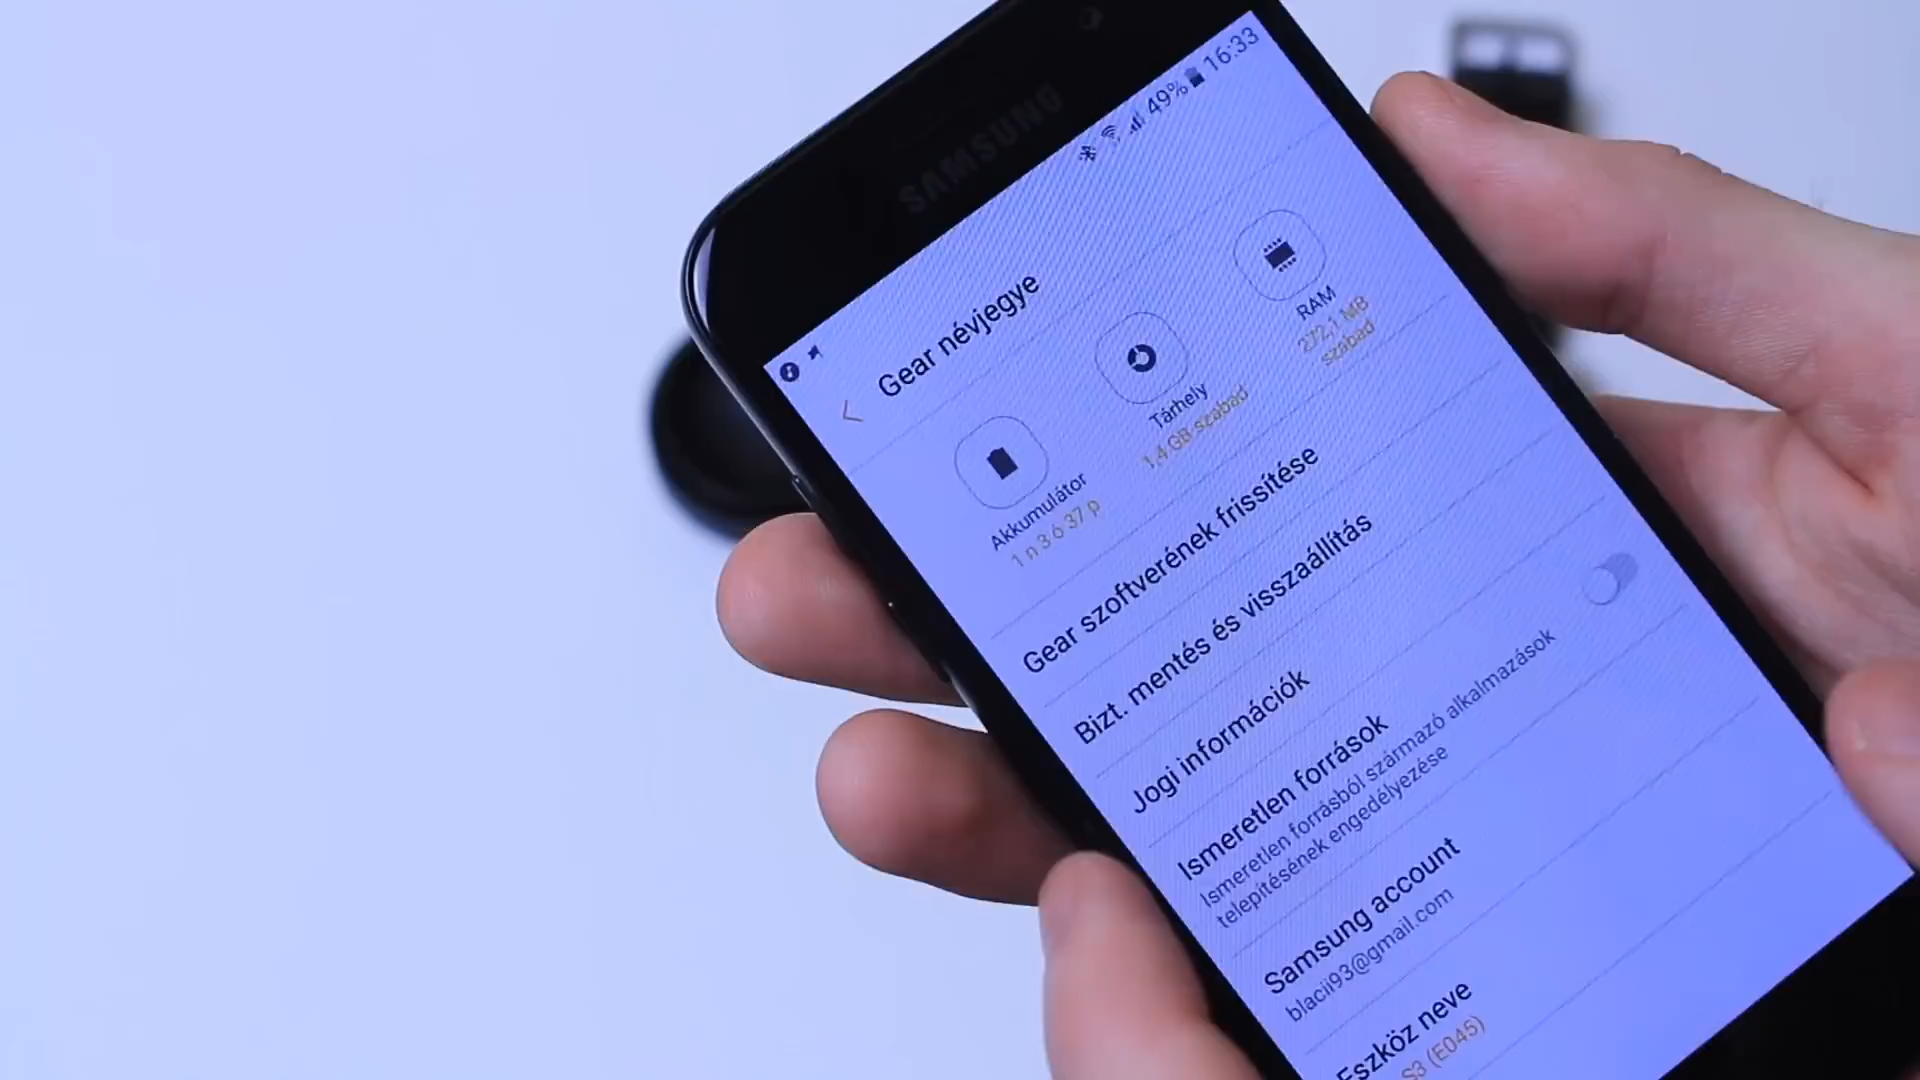 SAMSUNG
49% 16:33
Gear névjegye
Akkumulátor
1 n 3 ó 37 p
Tárhely
1,4 GB szabad
RAM
272,1 MB
szabad
Gear szoftverének frissítése
Bizt. mentés és visszaállítás
Jogi információk
Ismeretlen források
Ismeretlen forrásból származó alkalmazások
telepítésének engedélyezése
Samsung account
blacii93@gmail.com
Eszköz neve
S3 (E045)